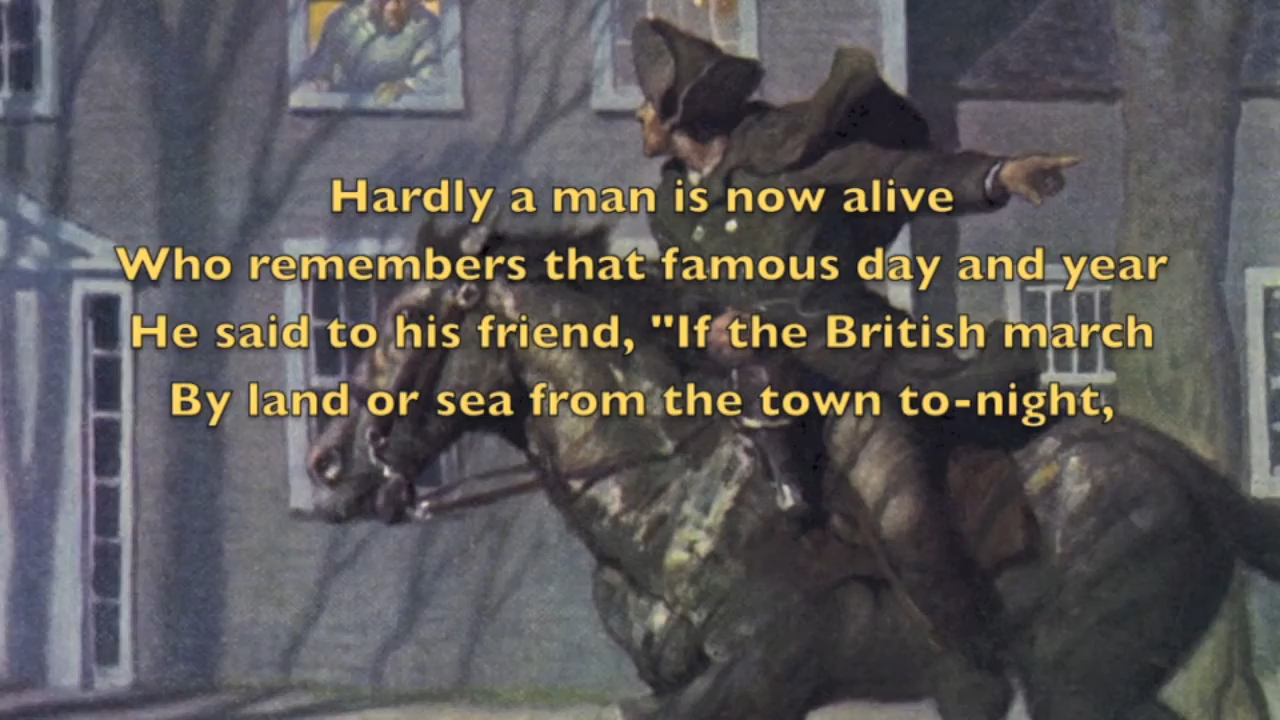 Hardly a man is now alive
Who remembers that famous day and year
He said to his friend, "If the British march
By land or sea from the town to-night,